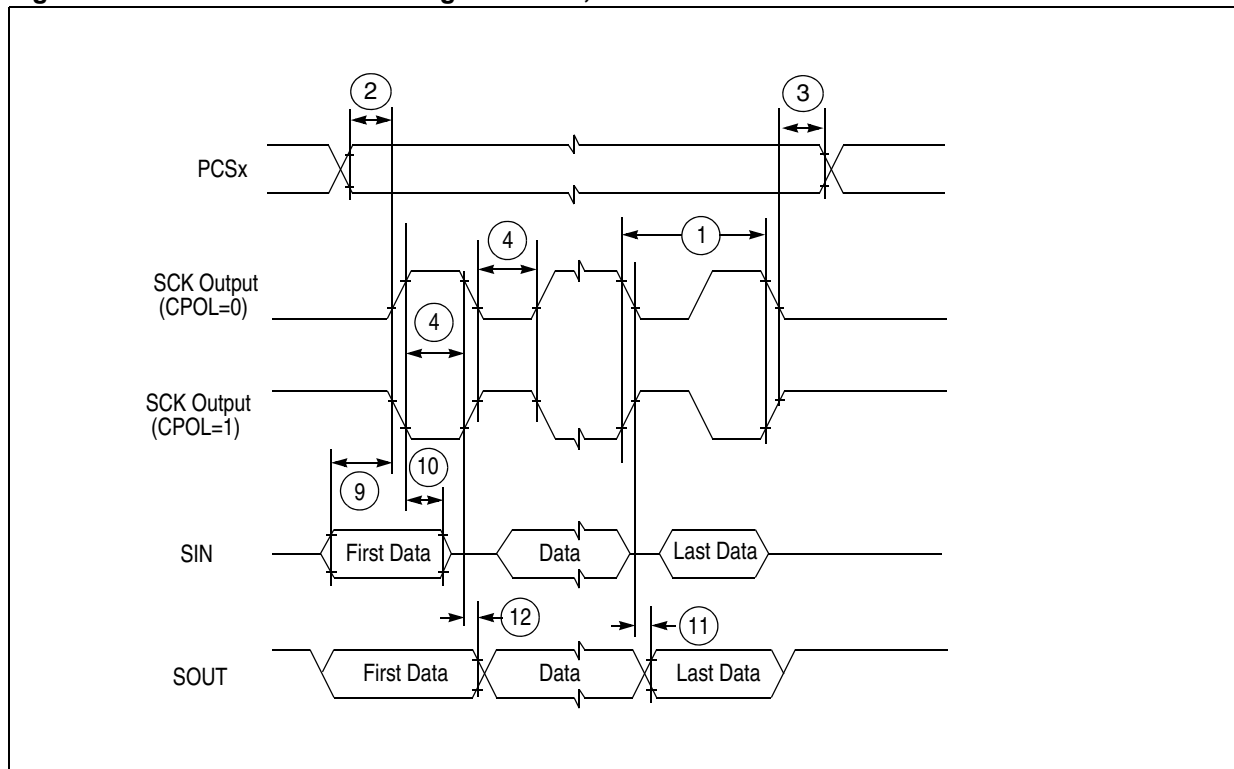 2
3
PCSx
4
1
SCK Output
(CPOL=0)
4
SCK Output
(CPOL=1)
9
10
SIN
First Data
Data
Last Data
12
11
SOUT
First Data
Data
Last Data